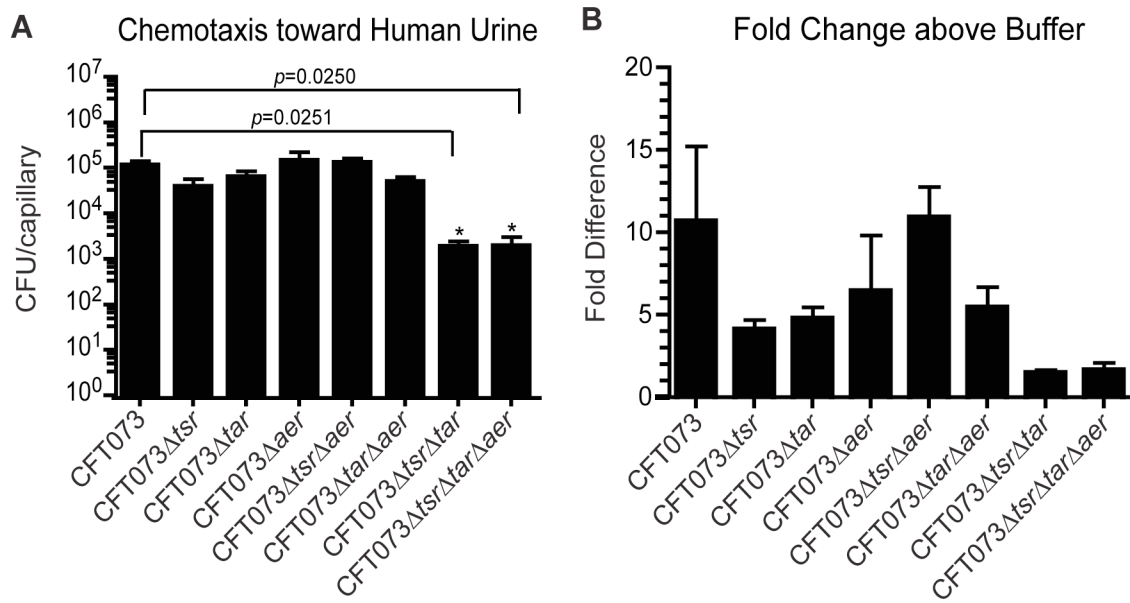 A
Chemotaxis toward Human Urine
CFU/capillary
10⁷
10⁶
10⁵
10⁴
10³
10²
10¹
10⁰
p=0.0250
p=0.0251
*
*
CFT073
CFT073Δtsr
CFT073Δtar
CFT073Δaer
CFT073ΔtsrΔaer
CFT073ΔtarΔaer
CFT073ΔtsrΔtar
CFT073ΔtsrΔtarΔaer
B
Fold Change above Buffer
Fold Difference
20
15
10
5
0
CFT073
CFT073Δtsr
CFT073Δtar
CFT073Δaer
CFT073ΔtsrΔaer
CFT073ΔtarΔaer
CFT073ΔtsrΔtar
CFT073ΔtsrΔtarΔaer